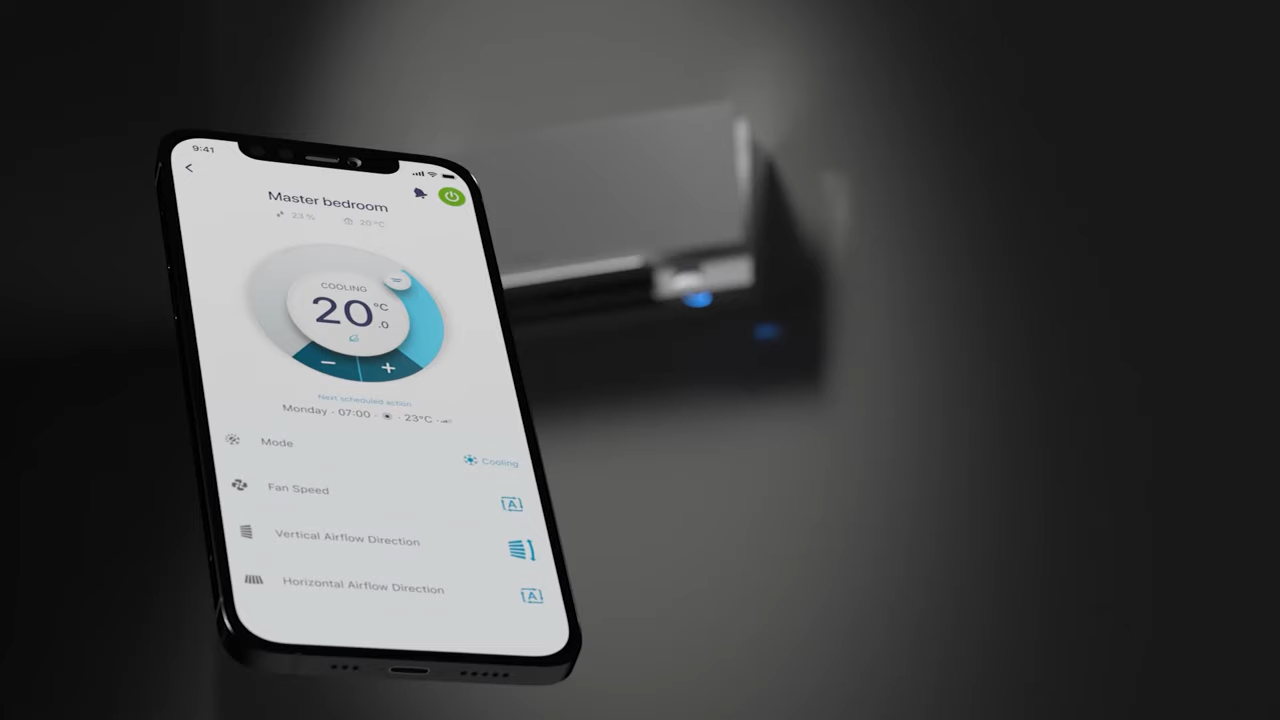 9:41
Master bedroom
23 % 20 °C
COOLING
20 °C .0
− +
Next scheduled action
Monday · 07:00 · · 23°C ·
Mode
Cooling
Fan Speed
A
Vertical Airflow Direction
Horizontal Airflow Direction
A